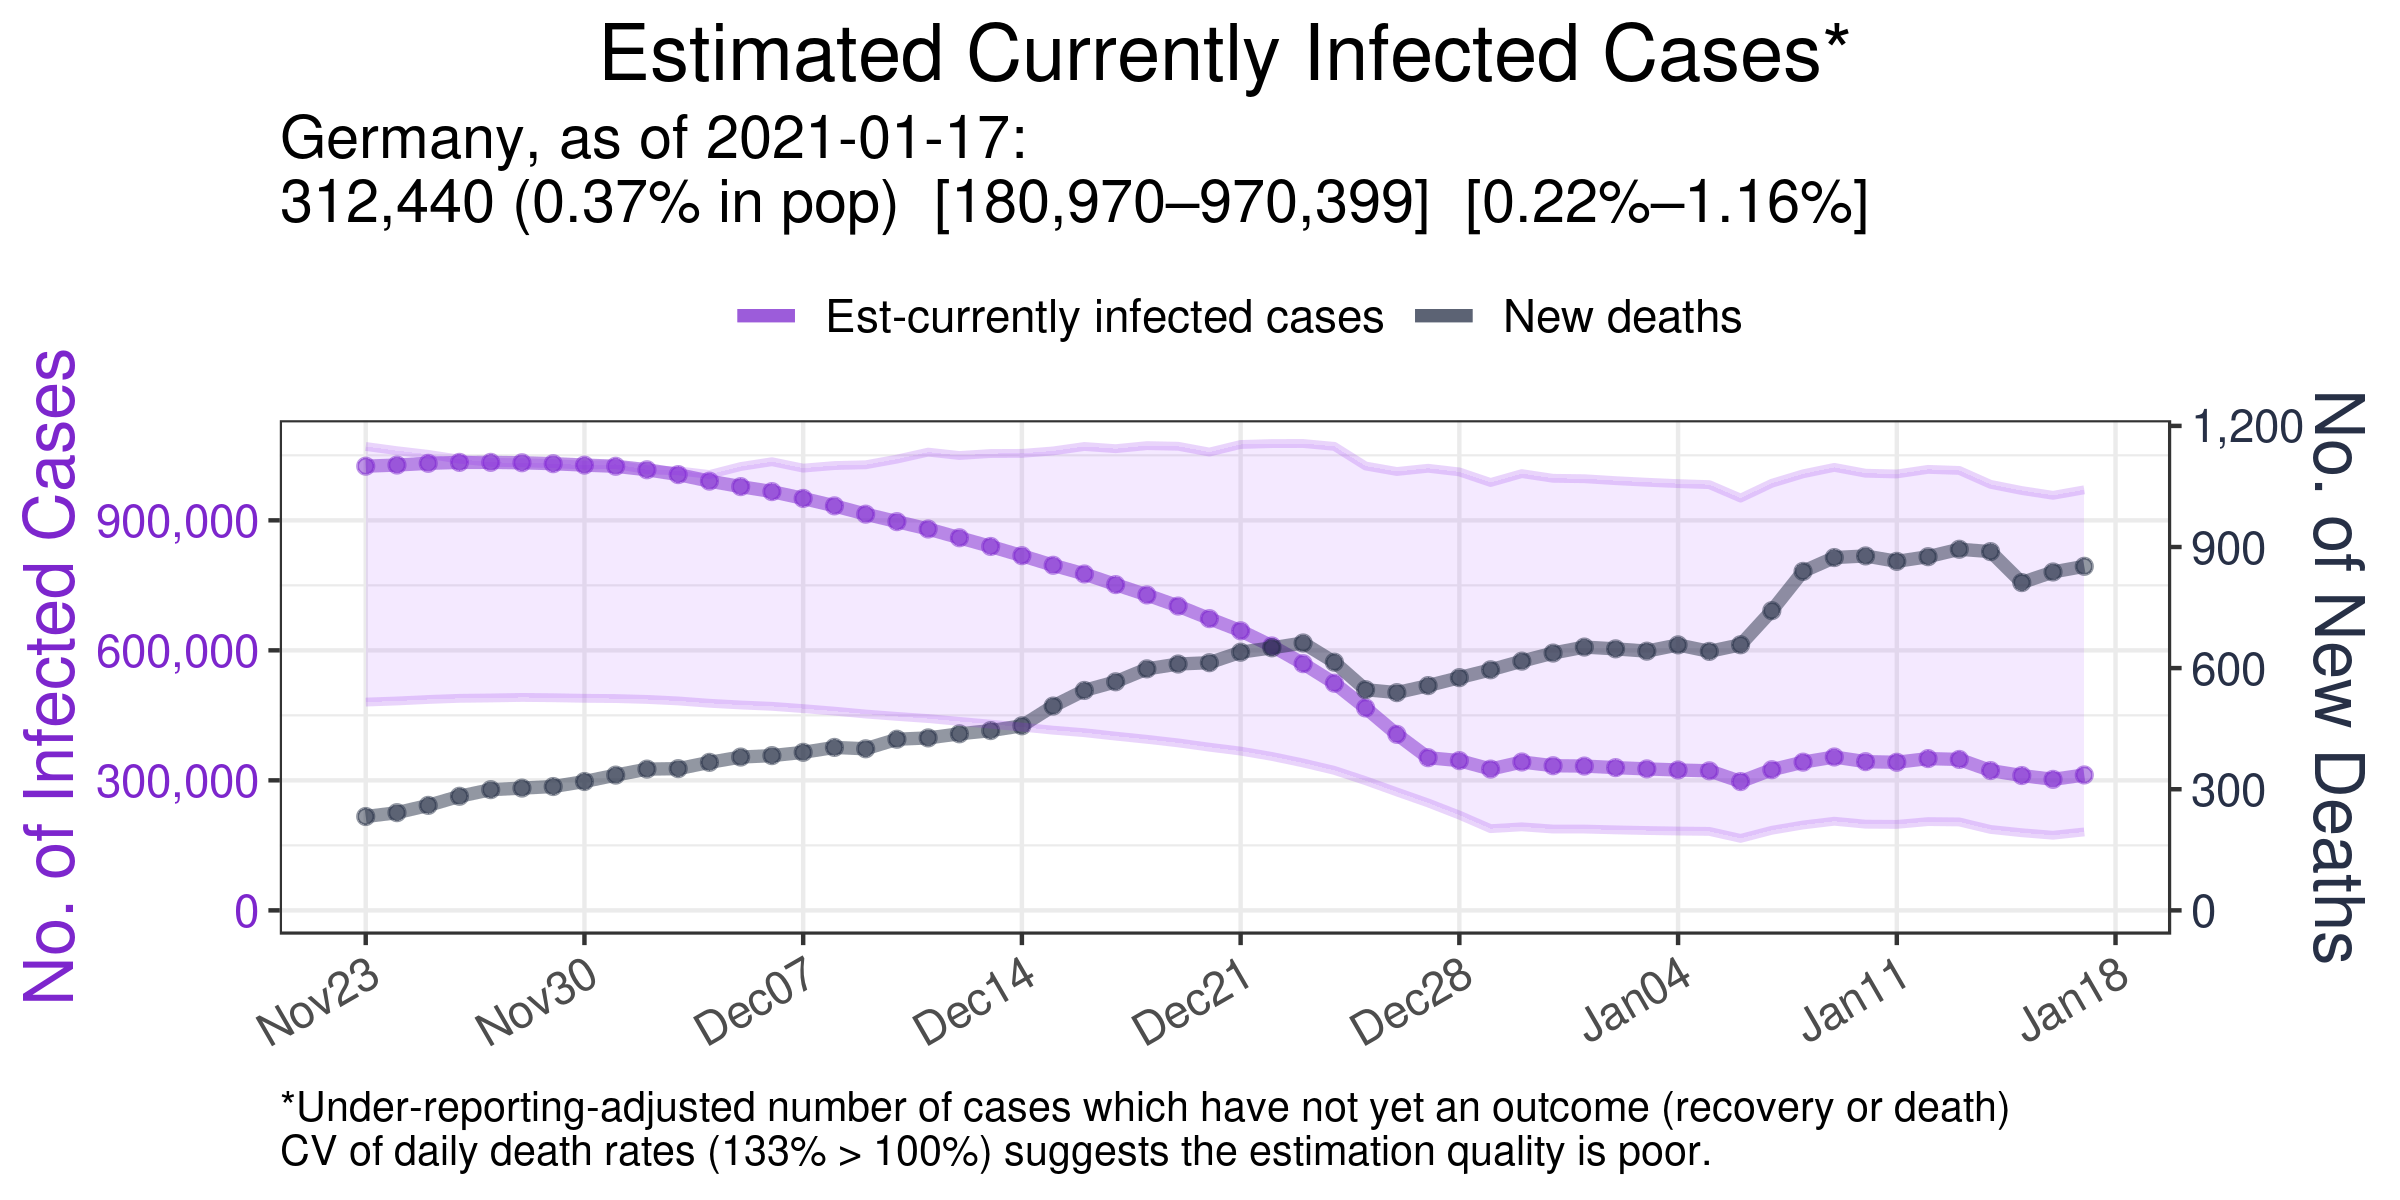 Estimated Currently Infected Cases*
Germany, as of 2021-01-17:
312,440 (0.37% in pop)  [180,970–970,399]  [0.22%–1.16%]
Est-currently infected cases
New deaths
No. of Infected Cases
900,000
600,000
300,000
0
1,200
900
600
300
0
No. of New Deaths
Nov23
Nov30
Dec07
Dec14
Dec21
Dec28
Jan04
Jan11
Jan18
*Under-reporting-adjusted number of cases which have not yet an outcome (recovery or death)
CV of daily death rates (133% > 100%) suggests the estimation quality is poor.